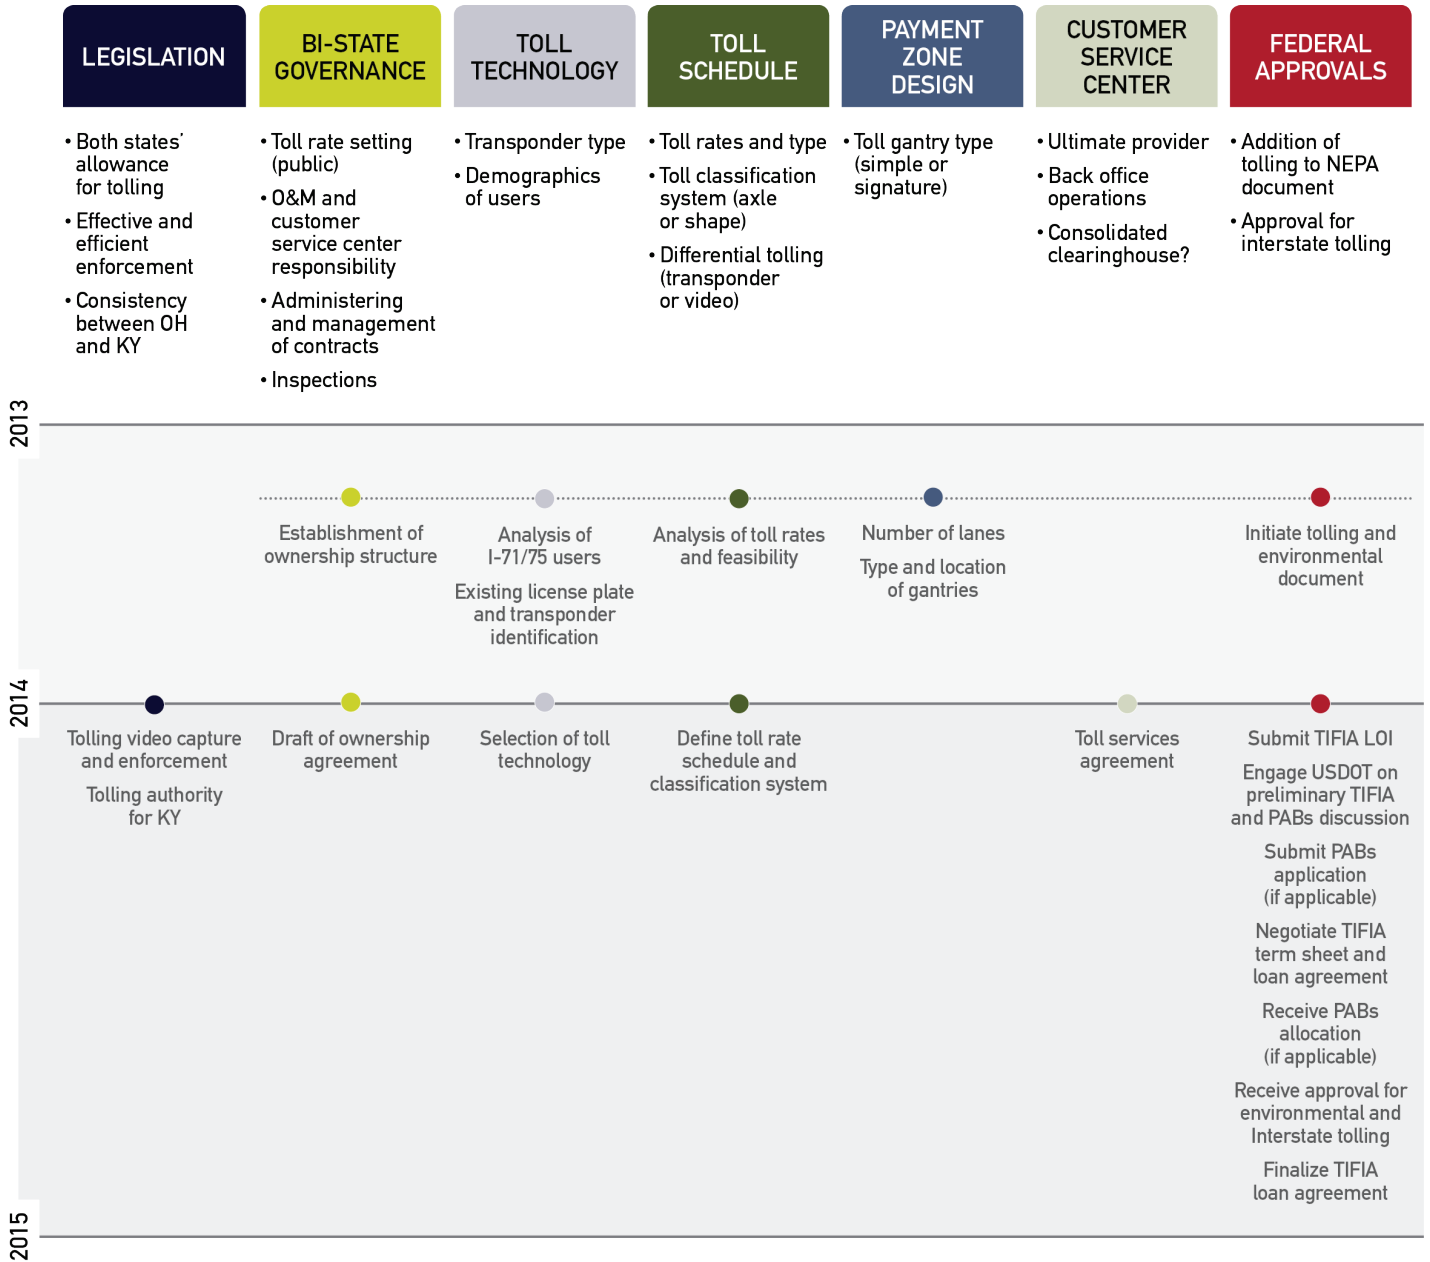 LEGISLATION
BI-STATE
GOVERNANCE
TOLL
TECHNOLOGY
TOLL
SCHEDULE
PAYMENT
ZONE
DESIGN
CUSTOMER
SERVICE
CENTER
FEDERAL
APPROVALS
• Both states’
allowance
for tolling
• Effective and
efficient
enforcement
• Consistency
between OH
and KY
• Toll rate setting
(public)
• O&M and
customer
service center
responsibility
• Administering
and management
of contracts
• Inspections
• Transponder type
• Demographics
of users
• Toll rates and type
• Toll classification
system (axle
or shape)
• Differential tolling
(transponder
or video)
• Toll gantry type
(simple or
signature)
• Ultimate provider
• Back office
operations
• Consolidated
clearinghouse?
• Addition of
tolling to NEPA
document
• Approval for
interstate tolling
2013
Establishment of
ownership structure
Analysis of
I-71/75 users
Existing license plate
and transponder
identification
Analysis of toll rates
and feasibility
Number of lanes
Type and location
of gantries
Initiate tolling and
environmental
document
2014
Tolling video capture
and enforcement
Tolling authority
for KY
Draft of ownership
agreement
Selection of toll
technology
Define toll rate
schedule and
classification system
Toll services
agreement
Submit TIFIA LOI
Engage USDOT on
preliminary TIFIA
and PABs discussion
Submit PABs
application
(if applicable)
Negotiate TIFIA
term sheet and
loan agreement
Receive PABs
allocation
(if applicable)
Receive approval for
environmental and
Interstate tolling
Finalize TIFIA
loan agreement
2015